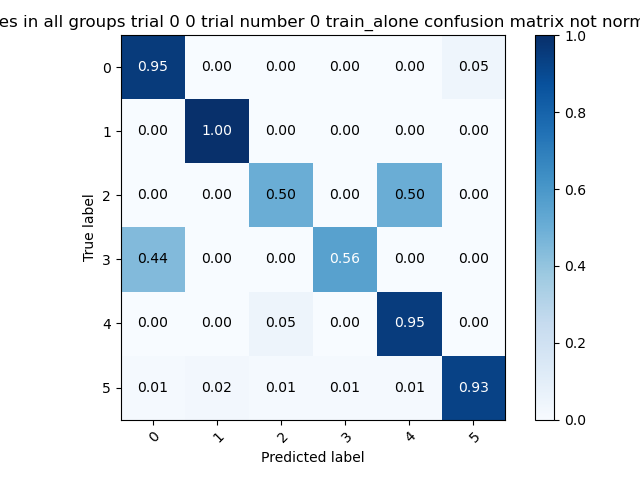 es in all groups trial 0 0 trial number 0 train_alone confusion matrix not norm
0 0.95 0.00 0.00 0.00 0.00 0.05
1 0.00 1.00 0.00 0.00 0.00 0.00
2 0.00 0.00 0.50 0.00 0.50 0.00
3 0.44 0.00 0.00 0.56 0.00 0.00
4 0.00 0.00 0.05 0.00 0.95 0.00
5 0.01 0.02 0.01 0.01 0.01 0.93
0 1 2 3 4 5
True label
Predicted label
1.0
0.8
0.6
0.4
0.2
0.0